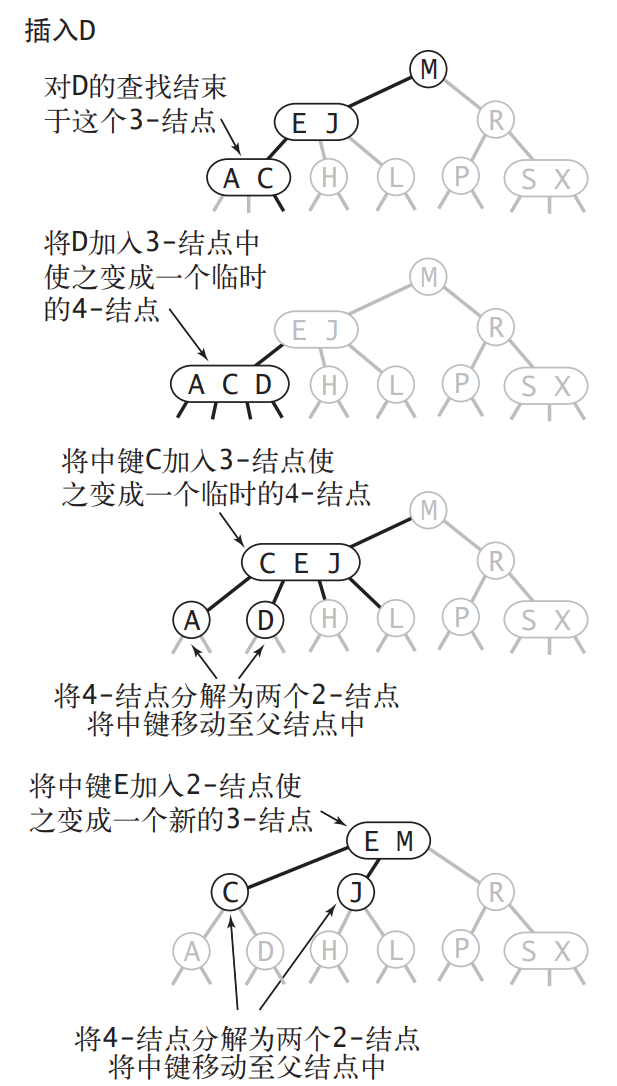 插入D
M
对D的查找结束
于这个3-结点
E J
R
A C
H
L
P
S X
将D加入3-结点中
使之变成一个临时
的4-结点
M
E J
R
A C D
H
L
P
S X
将中键C加入3-结点使
之变成一个临时的4-结点
M
C E J
R
A
D
H
L
P
S X
将4-结点分解为两个2-结点
将中键移动至父结点中
将中键E加入2-结点使
之变成一个新的3-结点
E M
C
J
R
A
D
H
L
P
S X
将4-结点分解为两个2-结点
将中键移动至父结点中